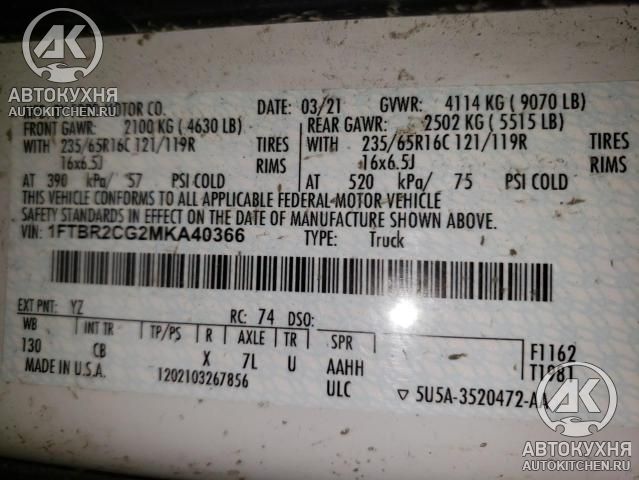 АК
АВТОКУХНЯ
AUTOKITCHEN.RU
MOTOR CO.
DATE: 03/21 GVWR: 4114 KG ( 9070 LB)
FRONT GAWR: 2100 KG ( 4630 LB) REAR GAWR: 2502 KG ( 5515 LB)
WITH 235/65R16C 121/119R TIRES WITH 235/65R16C 121/119R TIRES
16x6.5J RIMS 16x6.5J RIMS
AT 390 kPa/ 57 PSI COLD AT 520 kPa/ 75 PSI COLD
THIS VEHICLE CONFORMS TO ALL APPLICABLE FEDERAL MOTOR VEHICLE
SAFETY STANDARDS IN EFFECT ON THE DATE OF MANUFACTURE SHOWN ABOVE.
VIN: 1FTBR2CG2MKA40366 TYPE: Truck
EXT PNT: YZ RC: 74 DSO:
WB INT TR TP/PS R AXLE TR SPR
130 CB X 7L U AAHH F1162
MADE IN U.S.A. 1202103267856 ULC T1981
▽ 5U5A-3520472-AA
АК
АВТОКУХНЯ
AUTOKITCHEN.RU